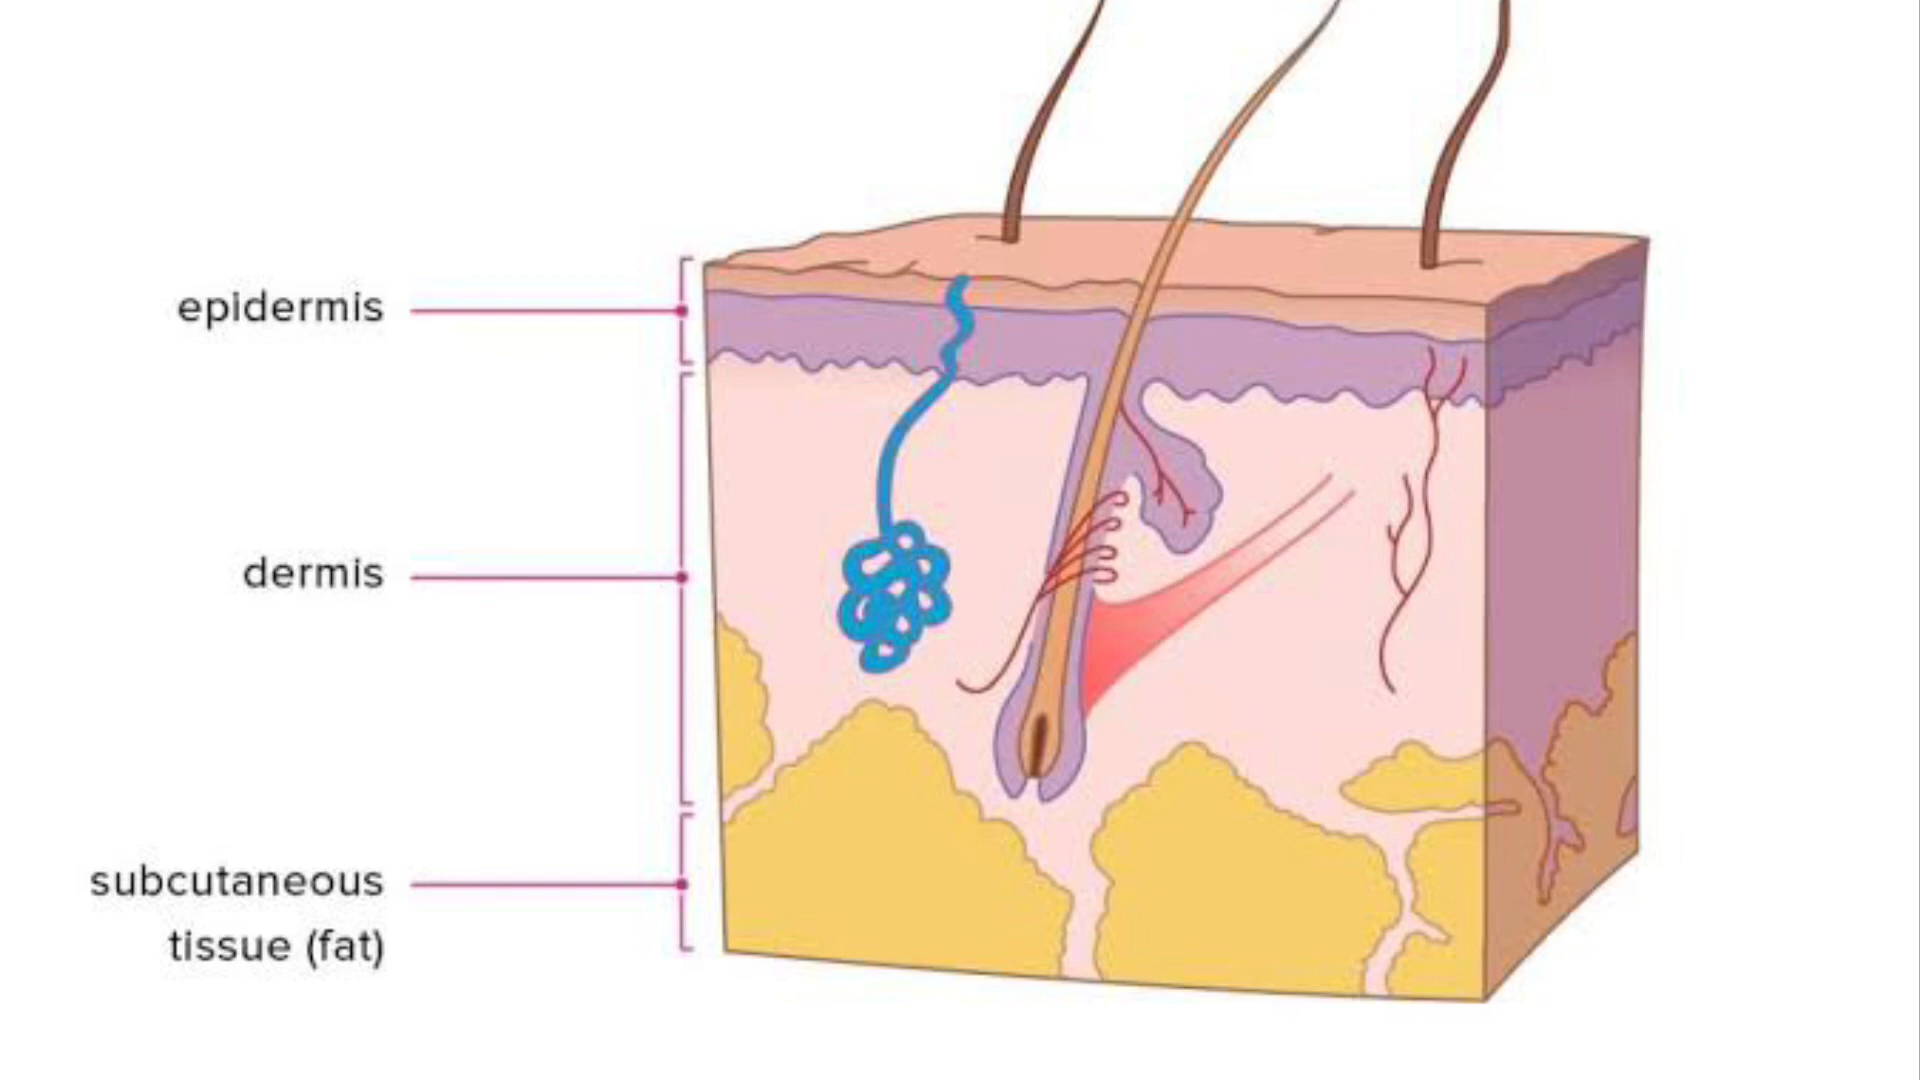 epidermis
dermis
subcutaneous
tissue (fat)